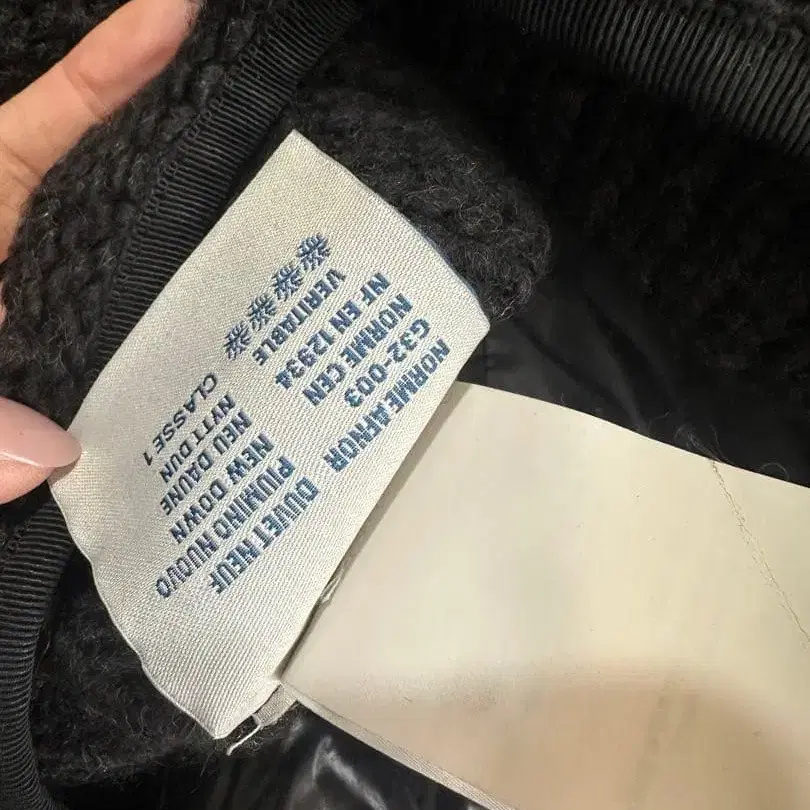 NORME AFNOR
G32-003
NORME CEN
NF EN 12934
VERITABLE
DUVET NEUF
PIUMINO NUOVO
NEW DOWN
NEU DAUNE
NYTT DUN
CLASSE 1